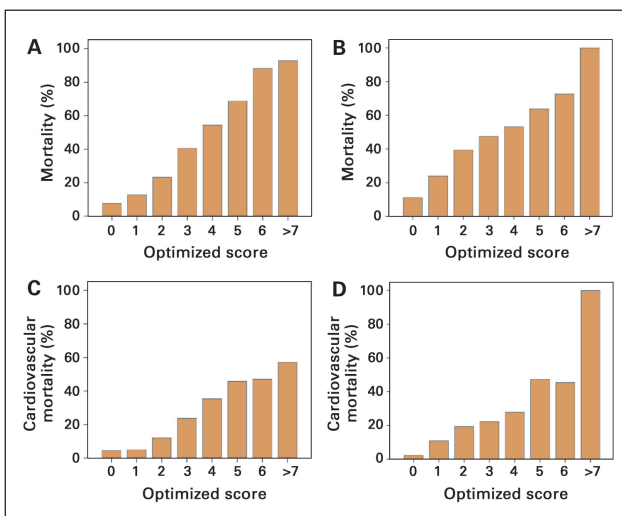 A
Mortality (%)
100
80
60
40
20
0
0 1 2 3 4 5 6 >7
Optimized score
B
Mortality (%)
100
80
60
40
20
0
0 1 2 3 4 5 6 >7
Optimized score
C
Cardiovascular
mortality (%)
100
80
60
40
20
0
0 1 2 3 4 5 6 >7
Optimized score
D
Cardiovascular
mortality (%)
100
80
60
40
20
0
0 1 2 3 4 5 6 >7
Optimized score